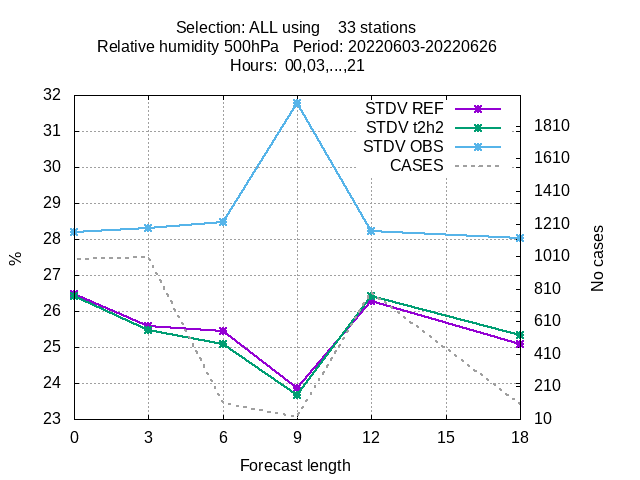 Selection: ALL using    33 stations
Relative humidity 500hPa   Period: 20220603-20220626
Hours:  00,03,...,21
STDV REF
STDV t2h2
STDV OBS
CASES
32
31
30
29
28
27
26
25
24
23
%
1810
1610
1410
1210
1010
810
610
410
210
10
No cases
0 3 6 9 12 15 18
Forecast length